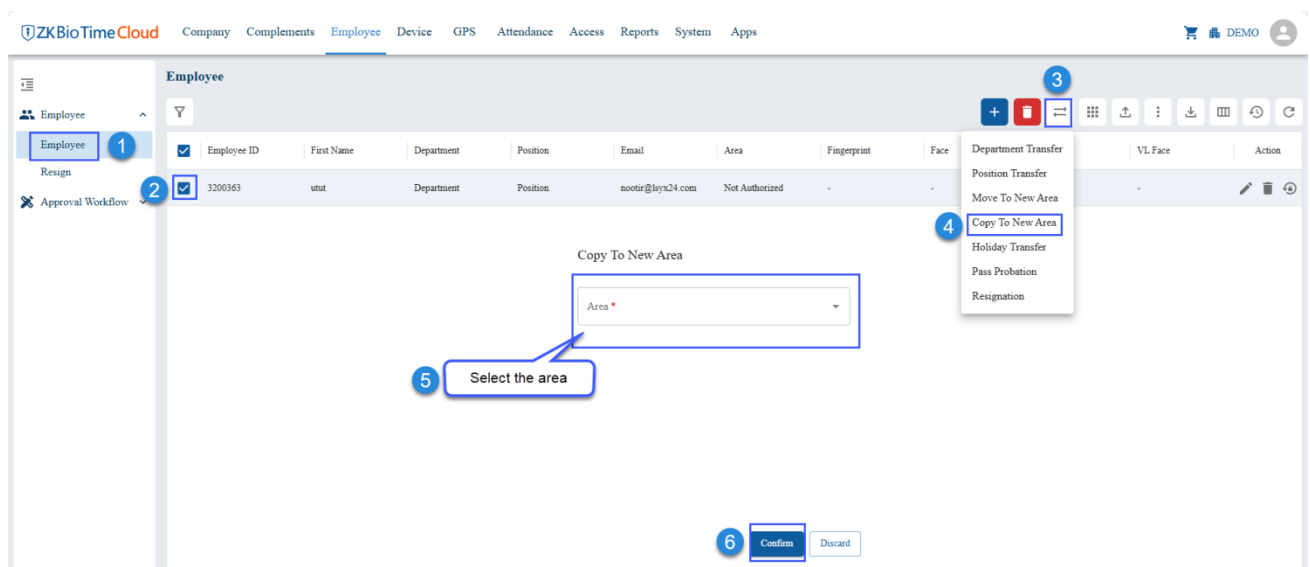 ZKBioTime Cloud Company Complements Employee Device GPS Attendance Access Reports System Apps DEMO
Employee
3
Employee
Employee 1
Resign
Approval Workflow
Employee ID First Name Department Position Email Area Fingerprint Face VL Face Action
2 3200363 utut Department Position nootir@lsyx24.com Not Authorized - - -
Department Transfer
Position Transfer
Move To New Area
4 Copy To New Area
Holiday Transfer
Pass Probation
Resignation
Copy To New Area
Area *
5 Select the area
6 Confirm Discard